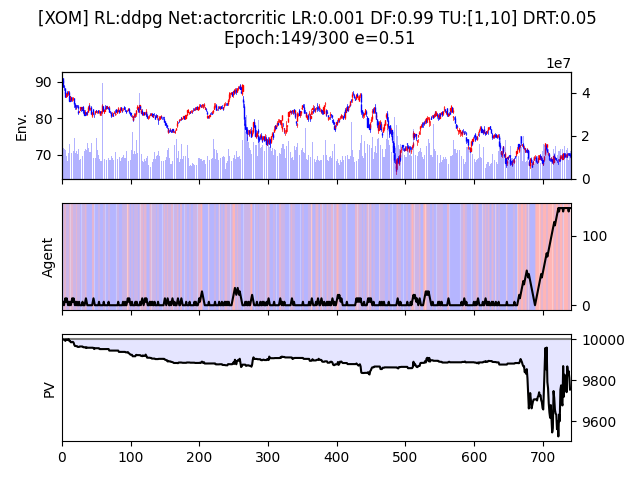 [XOM] RL:ddpg Net:actorcritic LR:0.001 DF:0.99 TU:[1,10] DRT:0.05
Epoch:149/300 e=0.51
1e7
90
80
70
Env.
4
2
0
Agent
100
0
PV
10000
9800
9600
0 100 200 300 400 500 600 700